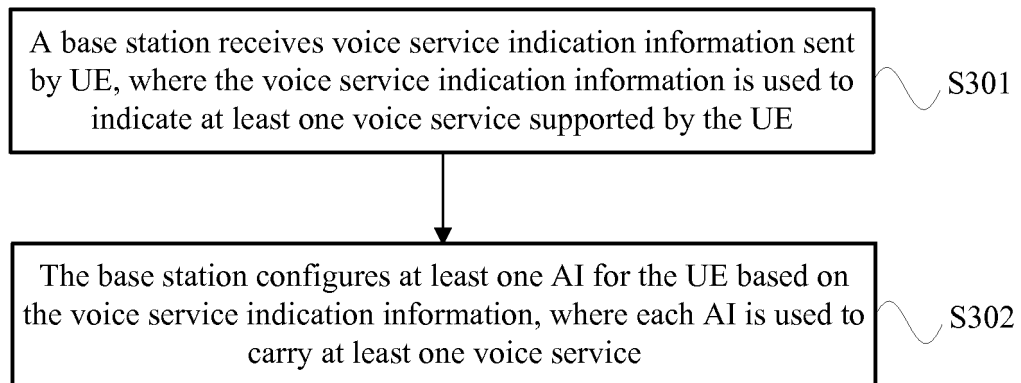 A base station receives voice service indication information sent
by UE, where the voice service indication information is used to
indicate at least one voice service supported by the UE
S301
The base station configures at least one AI for the UE based on
the voice service indication information, where each AI is used to
carry at least one voice service
S302